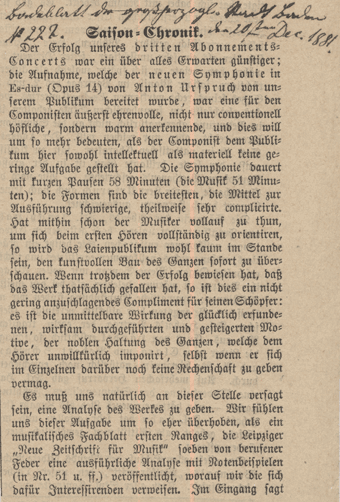 Badeblatt der großherzogl. Stadt Baden
№ 222. den 20ten Dec. 1881.
Saison-Chronik.
Der Erfolg unseres dritten Abonnements-
Concerts war ein über alles Erwarten günstiger;
die Aufnahme, welche der neuen Symphonie in
Es-dur (Opus 14) von Anton Urspruch von un-
serem Publikum bereitet wurde, war eine für den
Componisten äußerst ehrenvolle, nicht nur conventionell
höfliche, sondern warm anerkennende, und dies will
um so mehr bedeuten, als der Componist dem Publi-
kum hier sowohl intellektuell als materiell keine ge-
ringe Aufgabe gestellt hat. Die Symphonie dauert
mit kurzen Pausen 58 Minuten (die Musik 51 Minu-
ten); die Formen sind die breitesten, die Mittel zur
Ausführung schwierige, theilweise sehr complicirte.
Hat mithin schon der Musiker vollauf zu thun,
um sich beim ersten Hören vollständig zu orientiren,
so wird das Laienpublikum wohl kaum im Stande
sein, den kunstvollen Bau des Ganzen sofort zu über-
schauen. Wenn trotzdem der Erfolg bewiesen hat, daß
das Werk thatsächlich gefallen hat, so ist dies ein nicht
gering anzuschlagendes Compliment für seinen Schöpfer:
es ist die unmittelbare Wirkung der glücklich erfunde-
nen, wirksam durchgeführten und gesteigerten Mo-
tive, der noblen Haltung des Ganzen, welche dem
Hörer unwillkürlich imponirt, selbst wenn er sich
im Einzelnen darüber noch keine Rechenschaft zu geben
vermag.
Es muß uns natürlich an dieser Stelle versagt
sein, eine Analyse des Werkes zu geben. Wir fühlen
uns dieser Aufgabe um so eher überhoben, als ein
musikalisches Fachblatt ersten Ranges, die Leipziger
„Neue Zeitschrift für Musik“ soeben von berufener
Feder eine ausführliche Analyse mit Notenbeispielen
(in Nr. 51 u. ff.) veröffentlicht, worauf wir die sich
dafür Interessirenden verweisen. Im Eingang sagt